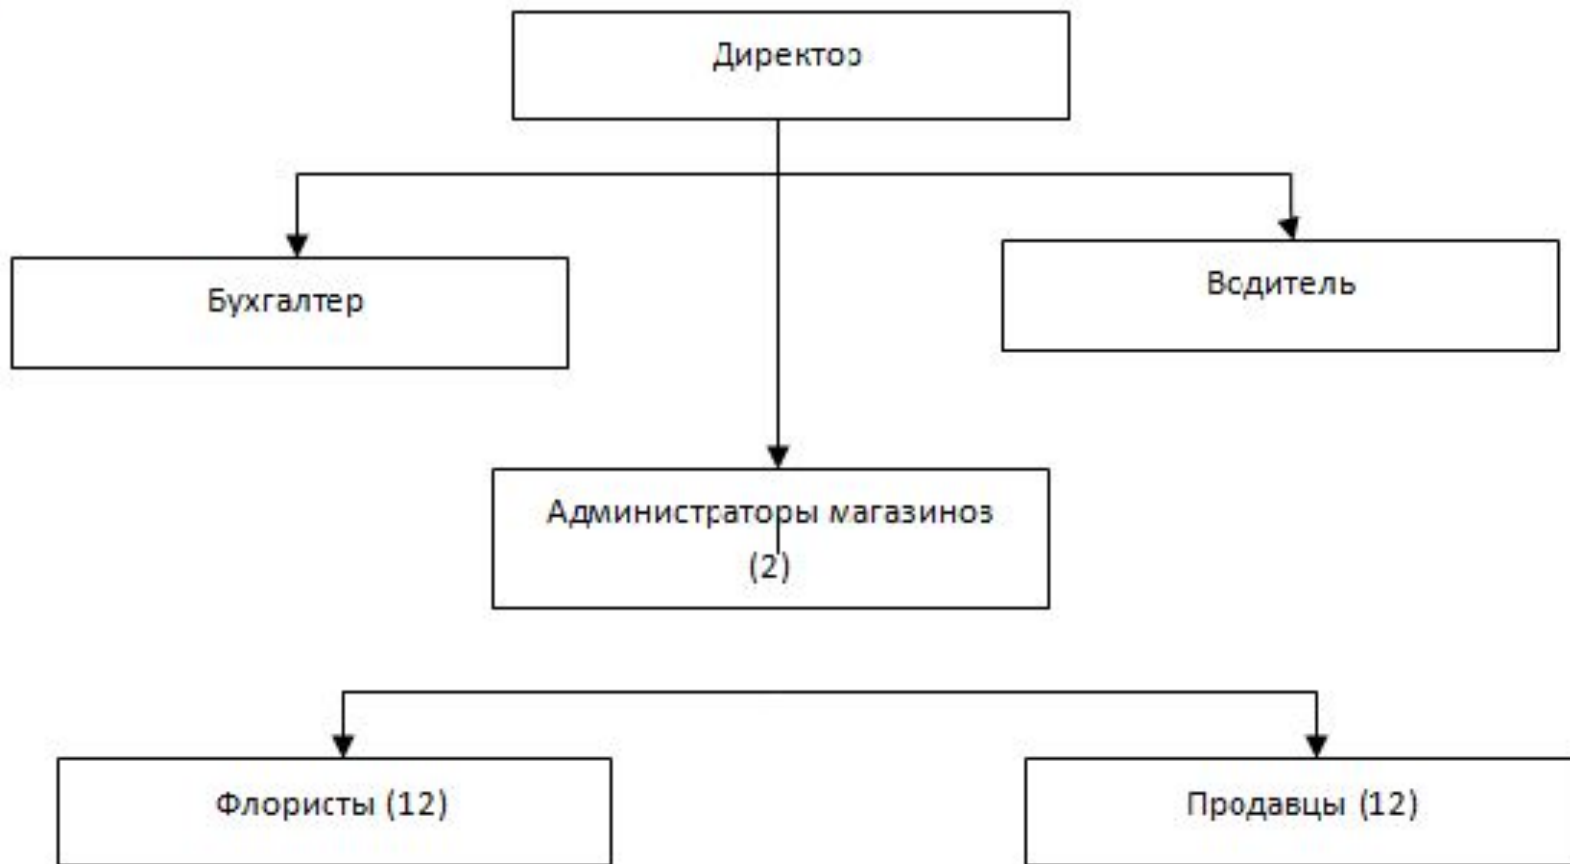 Директор
Бухгалтер
Водитель
Администраторы магазинов
(2)
Флористы (12)
Продавцы (12)